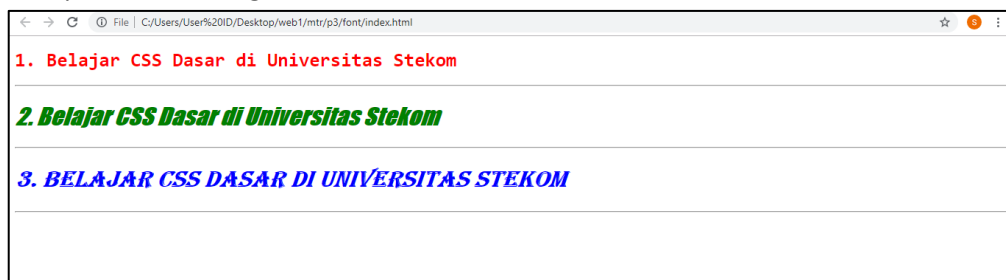 File | C:/Users/User%20ID/Desktop/web1/mtr/p3/font/index.html
S
1. Belajar CSS Dasar di Universitas Stekom
2. Belajar CSS Dasar di Universitas Stekom
3. BELAJAR CSS DASAR DI UNIVERSITAS STEKOM